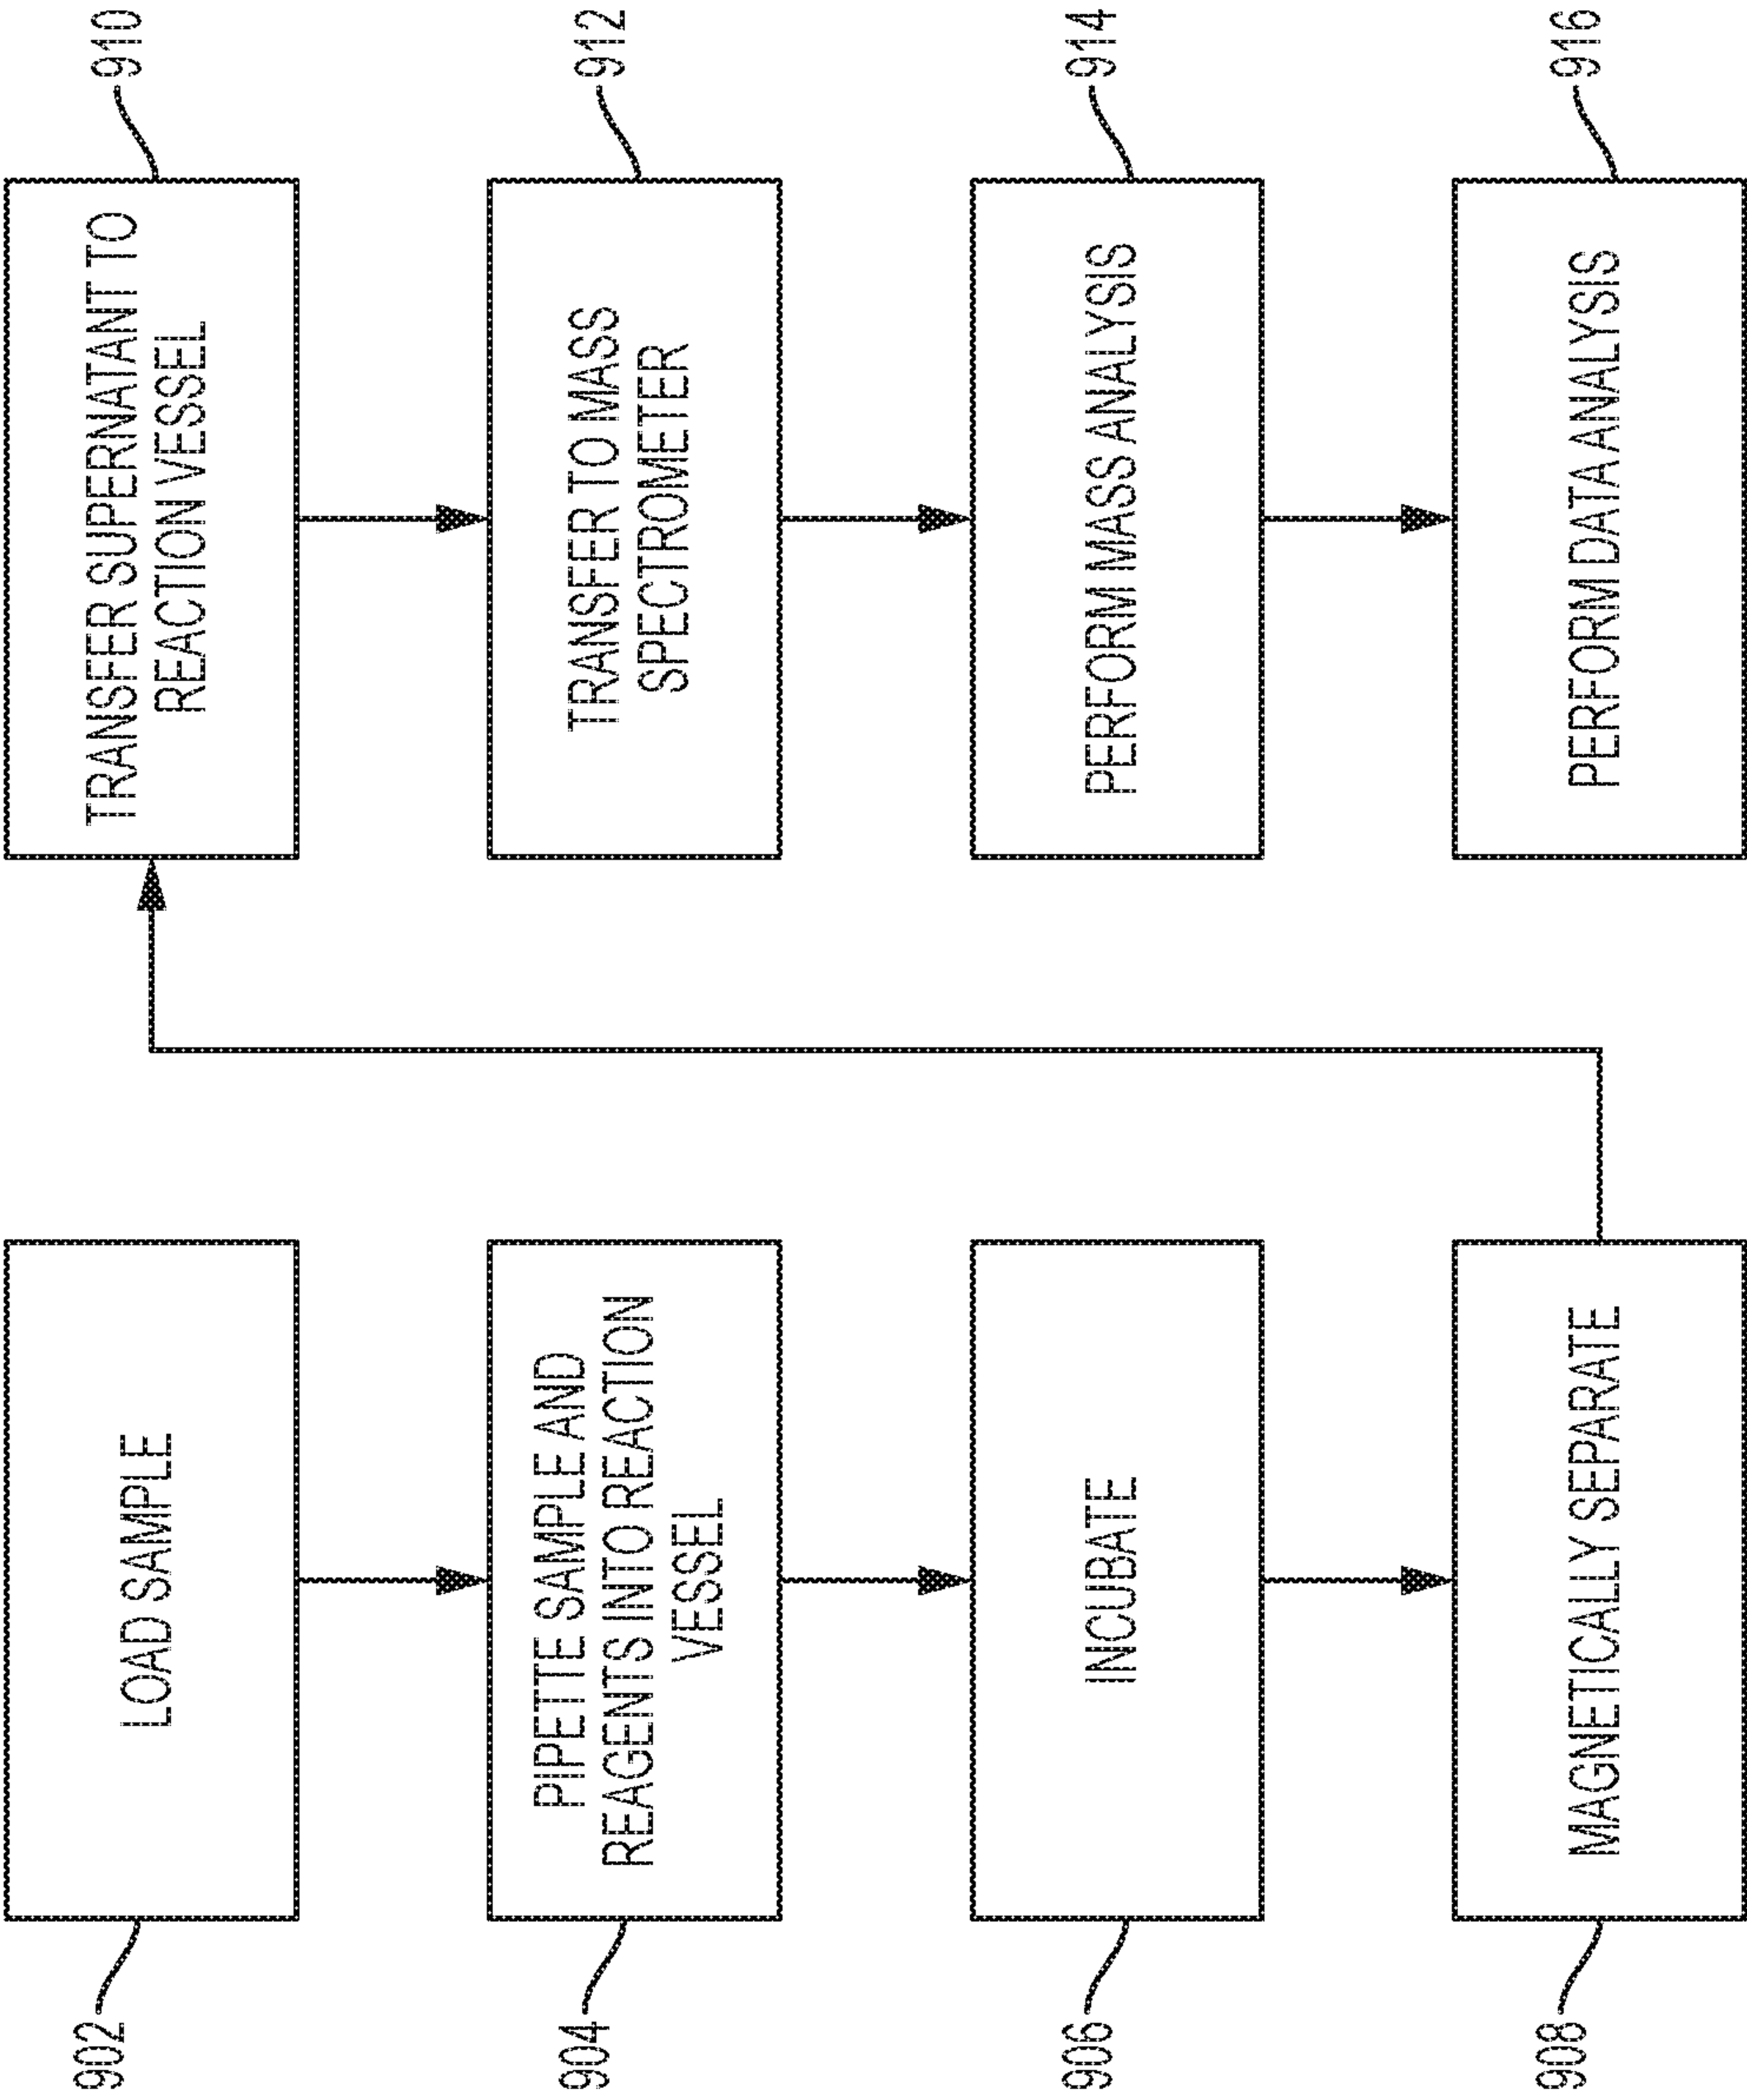 902
LOAD SAMPLE
904
PIPETTE SAMPLE AND
REAGENTS INTO REACTION
VESSEL
906
INCUBATE
908
MAGNETICALLY SEPARATE
910
TRANSFER SUPERNATANT TO
REACTION VESSEL
912
TRANSFER TO MASS
SPECTROMETER
914
PERFORM MASS ANALYSIS
916
PERFORM DATA ANALYSIS